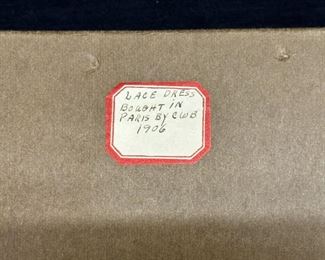 LACE DRESS
BOUGHT IN
PARIS BY CWB
1906